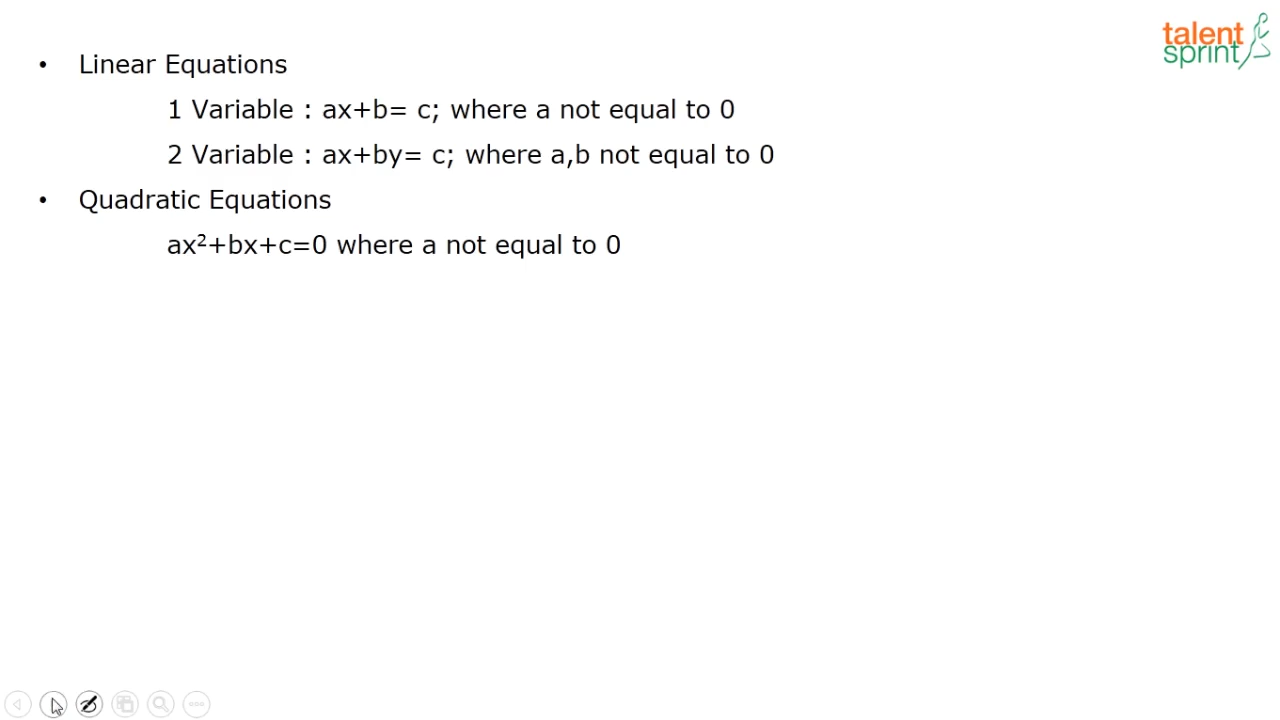 talent
sprint
• Linear Equations
1 Variable : ax+b= c; where a not equal to 0
2 Variable : ax+by= c; where a,b not equal to 0
• Quadratic Equations
ax²+bx+c=0 where a not equal to 0